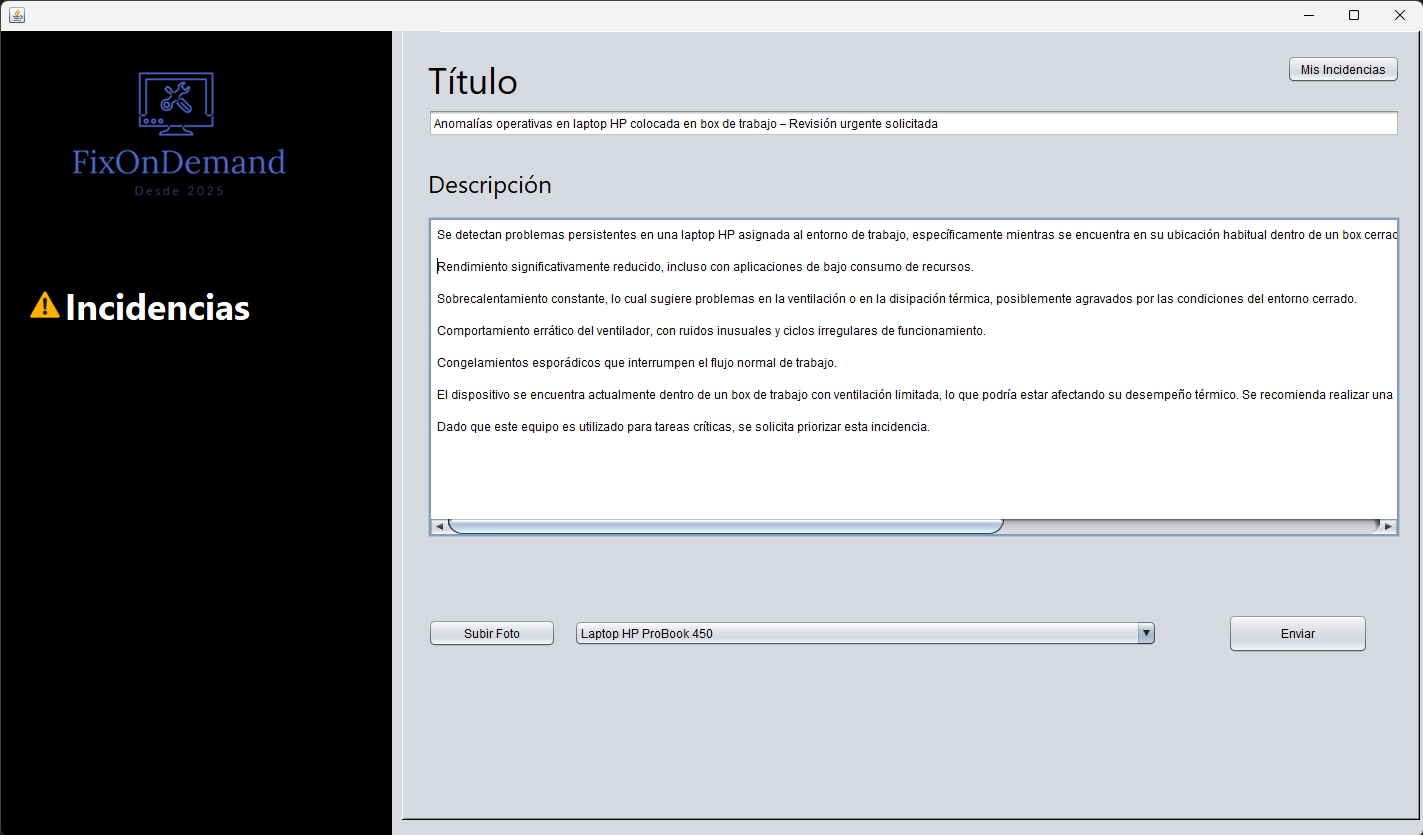 FixOnDemand
Desde 2025
Incidencias
Título
Mis Incidencias
Anomalías operativas en laptop HP colocada en box de trabajo – Revisión urgente solicitada
Descripción
Se detectan problemas persistentes en una laptop HP asignada al entorno de trabajo, específicamente mientras se encuentra en su ubicación habitual dentro de un box cerrac
Rendimiento significativamente reducido, incluso con aplicaciones de bajo consumo de recursos.
Sobrecalentamiento constante, lo cual sugiere problemas en la ventilación o en la disipación térmica, posiblemente agravados por las condiciones del entorno cerrado.
Comportamiento errático del ventilador, con ruidos inusuales y ciclos irregulares de funcionamiento.
Congelamientos esporádicos que interrumpen el flujo normal de trabajo.
El dispositivo se encuentra actualmente dentro de un box de trabajo con ventilación limitada, lo que podría estar afectando su desempeño térmico. Se recomienda realizar una
Dado que este equipo es utilizado para tareas críticas, se solicita priorizar esta incidencia.
Subir Foto
Laptop HP ProBook 450
Enviar